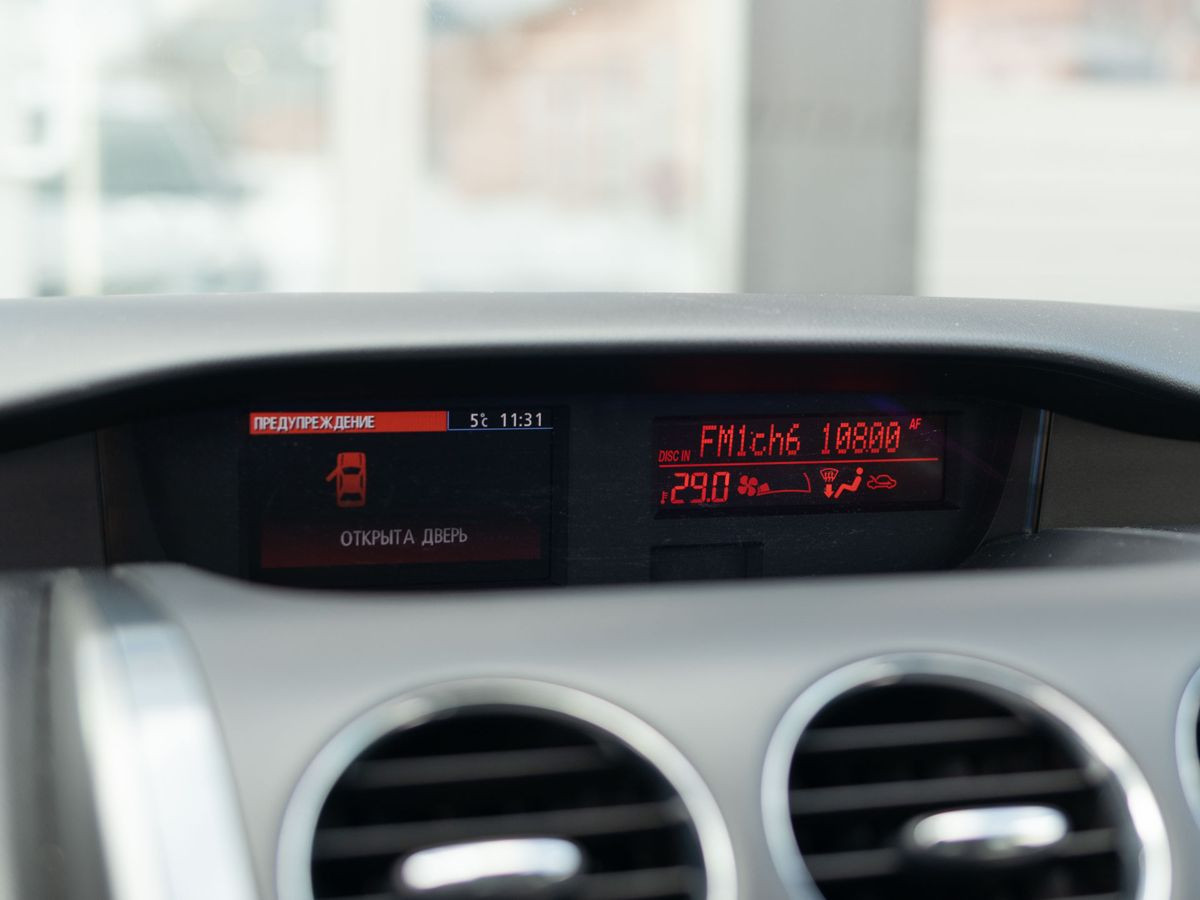 ПРЕДУПРЕЖДЕНИЕ 5°c 11:31
ОТКРЫТА ДВЕРЬ
DISC IN FM1ch6 108.00 AF
29.0